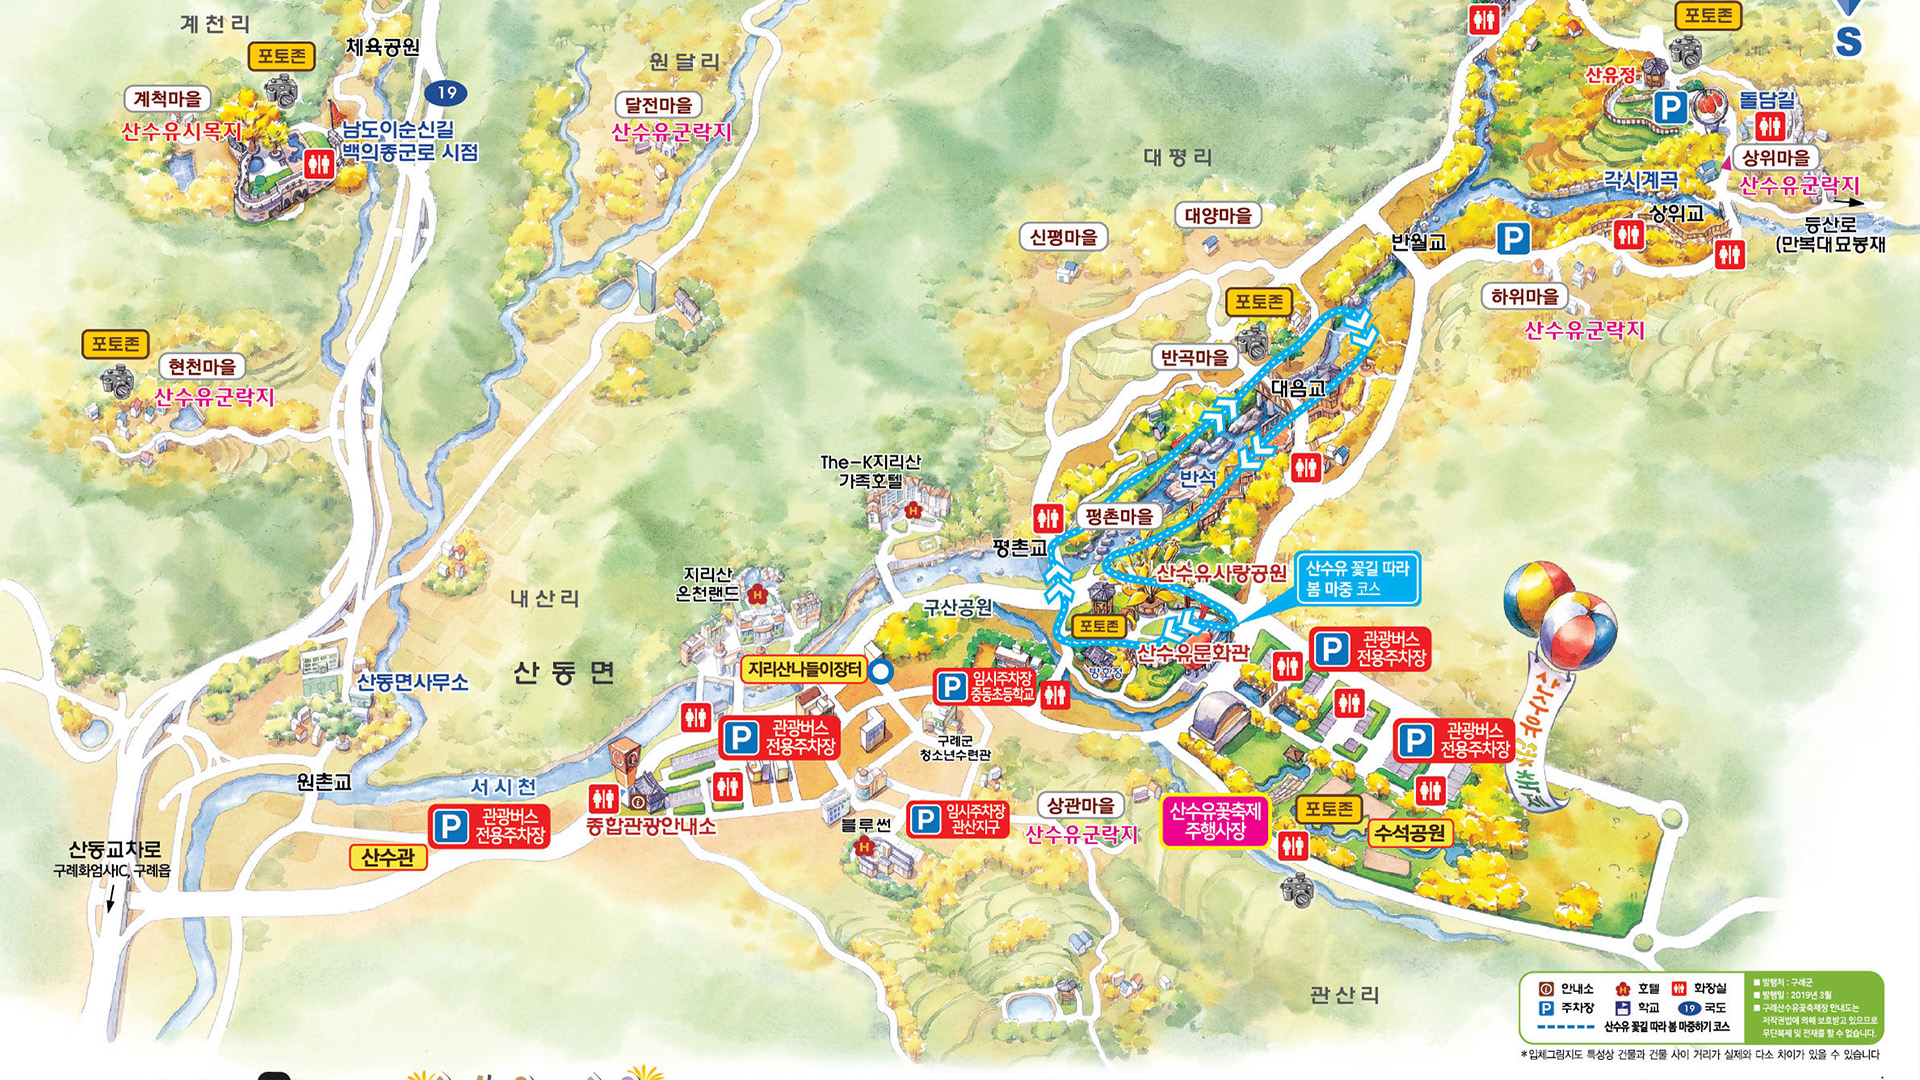 계천리
포토존
체육공원
19
원달리
계척마을
산수유시목지
남도이순신길
백의종군로 시점
달전마을
산수유군락지
포토존
S
산유정
P
돌담길
상위마을
산수유군락지
각시계곡
상위교
등산로
(만복대묘봉재
대평리
대양마을
신평마을
반월교
P
하위마을
산수유군락지
포토존
현천마을
산수유군락지
포토존
반곡마을
대음교
The-K지리산
가족호텔
H
반석
평촌마을
평촌교
산수유사랑공원
산수유 꽃길 따라
봄 마중 코스
지리산
온천랜드
H
내산리
구산공원
포토존
산수유문화관
P
관광버스
전용주차장
산동면
산동면사무소
지리산나들이장터
P
임시주차장
중동초등학교
방호정
P
관광버스
전용주차장
구례군
청소년수련관
P
관광버스
전용주차장
산수유꽃축제
원촌교
서시천
종합관광안내소
P
관광버스
전용주차장
블루썬
H
P
임시주차장
관산지구
상관마을
산수유군락지
산수유꽃축제
주행사장
포토존
수석공원
산수관
산동교차로
구례화엄사IC, 구례읍
관산리
안내소
H 호텔
화장실
P 주차장
학교
19 국도
산수유 꽃길 따라 봄 마중하기 코스
■ 발행처 : 구례군
■ 발행일 : 2019년 3월
■ 구례산수유꽃축제장 안내도는
저작권법에 의해 보호받고 있으므로
무단복제 및 전재를 할 수 없습니다.
*입체그림지도 특성상 건물과 건물 사이 거리가 실제와 다소 차이가 있을 수 있습니다